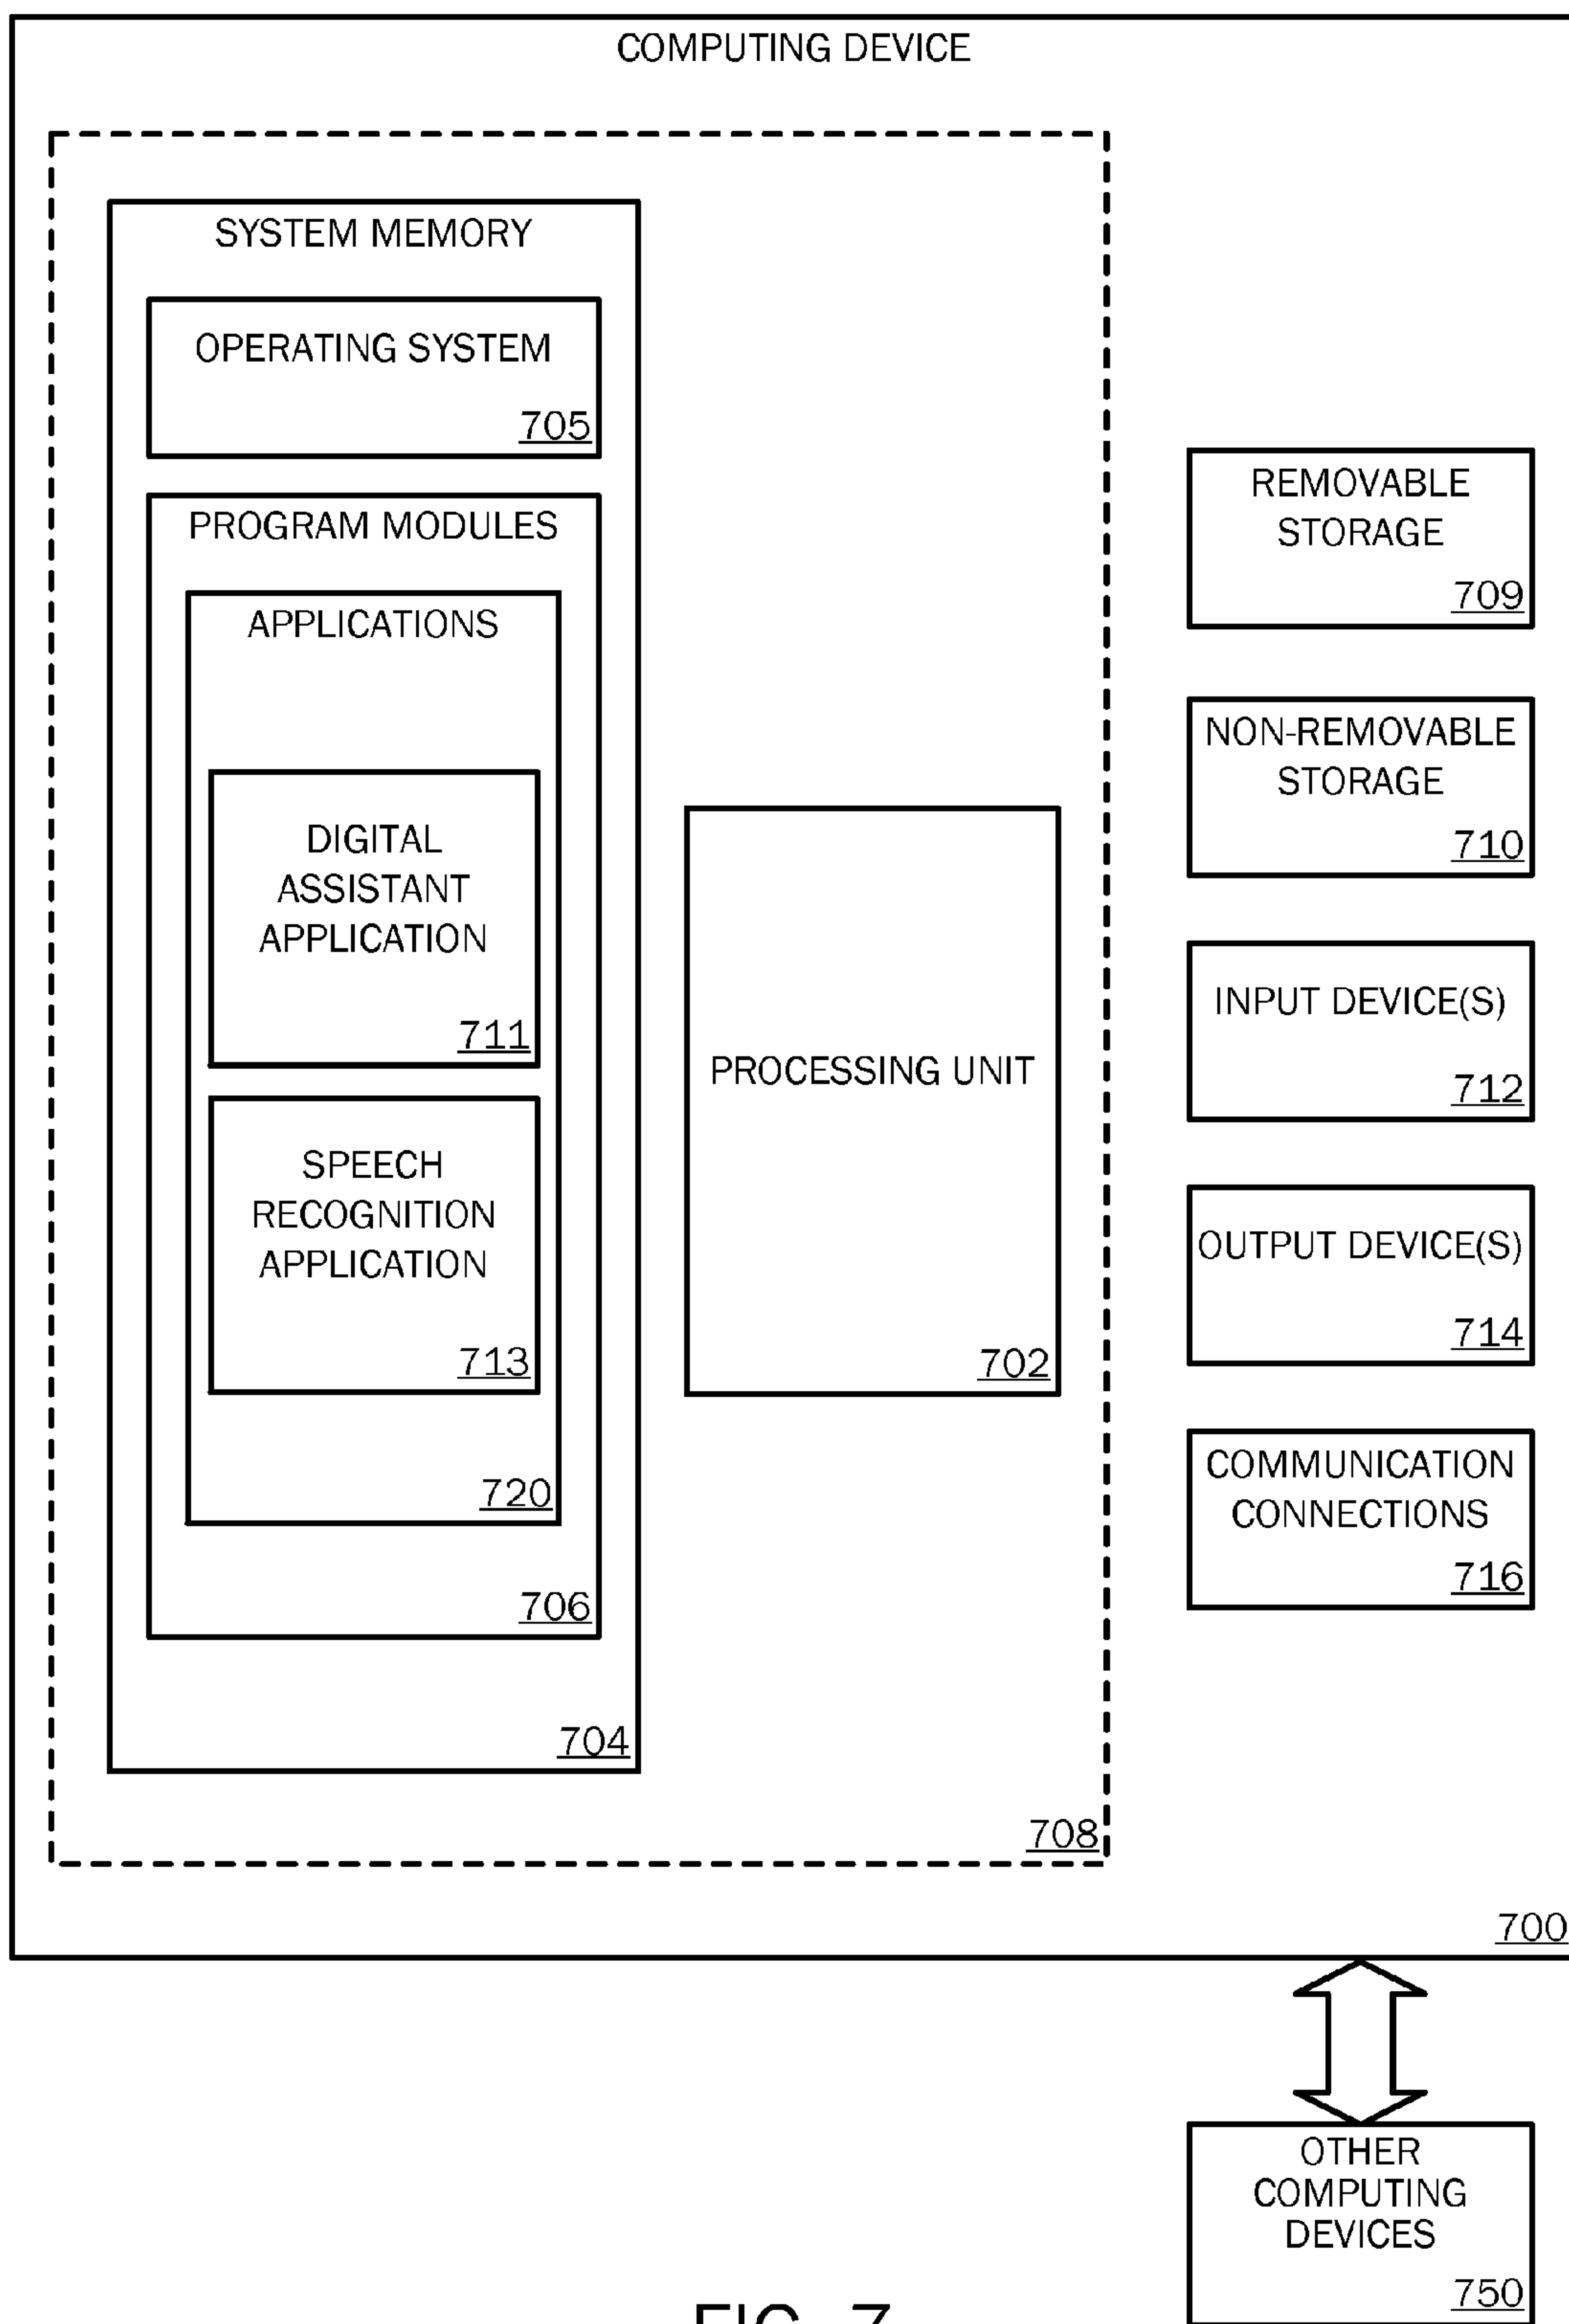 COMPUTING DEVICE
SYSTEM MEMORY
OPERATING SYSTEM
705
PROGRAM MODULES
APPLICATIONS
DIGITAL
ASSISTANT
APPLICATION
711
SPEECH
RECOGNITION
APPLICATION
713
720
706
704
PROCESSING UNIT
702
708
REMOVABLE
STORAGE
709
NON-REMOVABLE
STORAGE
710
INPUT DEVICE(S)
712
OUTPUT DEVICE(S)
714
COMMUNICATION
CONNECTIONS
716
700
OTHER
COMPUTING
DEVICES
750
FIG. 7